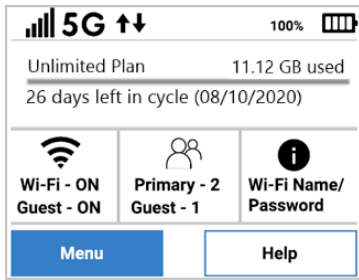 5G 100%
Unlimited Plan 11.12 GB used
26 days left in cycle (08/10/2020)
Wi-Fi - ON Primary - 2 Wi-Fi Name/
Guest - ON Guest - 1 Password
Menu Help